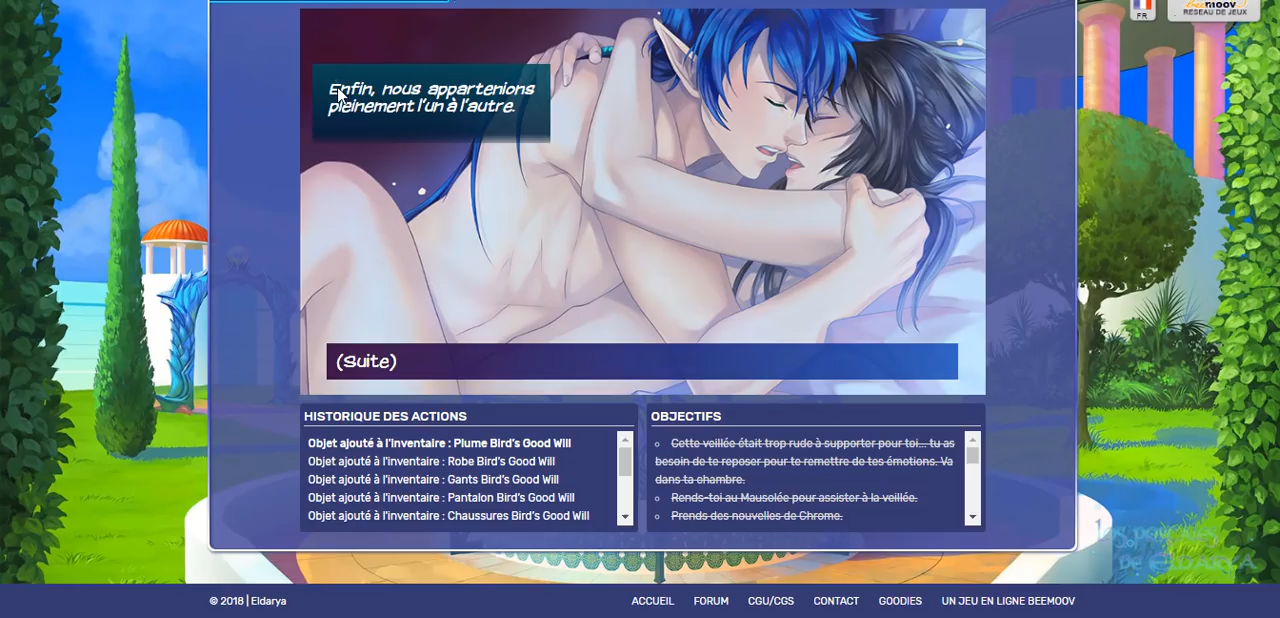 FR
Beemoov
RESEAU DE JEUX
Enfin, nous appartenions
pleinement l'un à l'autre.
(Suite)
HISTORIQUE DES ACTIONS
Objet ajouté à l'inventaire : Plume Bird's Good Will
Objet ajouté à l'inventaire : Robe Bird's Good Will
Objet ajouté à l'inventaire : Gants Bird's Good Will
Objet ajouté à l'inventaire : Pantalon Bird's Good Will
Objet ajouté à l'inventaire : Chaussures Bird's Good Will
OBJECTIFS
Cette veillée était trop rude à supporter pour toi... tu as
besoin de te reposer pour te remettre de tes émotions. Va
dans ta chambre.
Rends-toi au Mausolée pour assister à la veillée.
Prends des nouvelles de Chrome.
DE ELDARYA
© 2018 | Eldarya
ACCUEIL FORUM CGU/CGS CONTACT GOODIES UN JEU EN LIGNE BEEMOOV